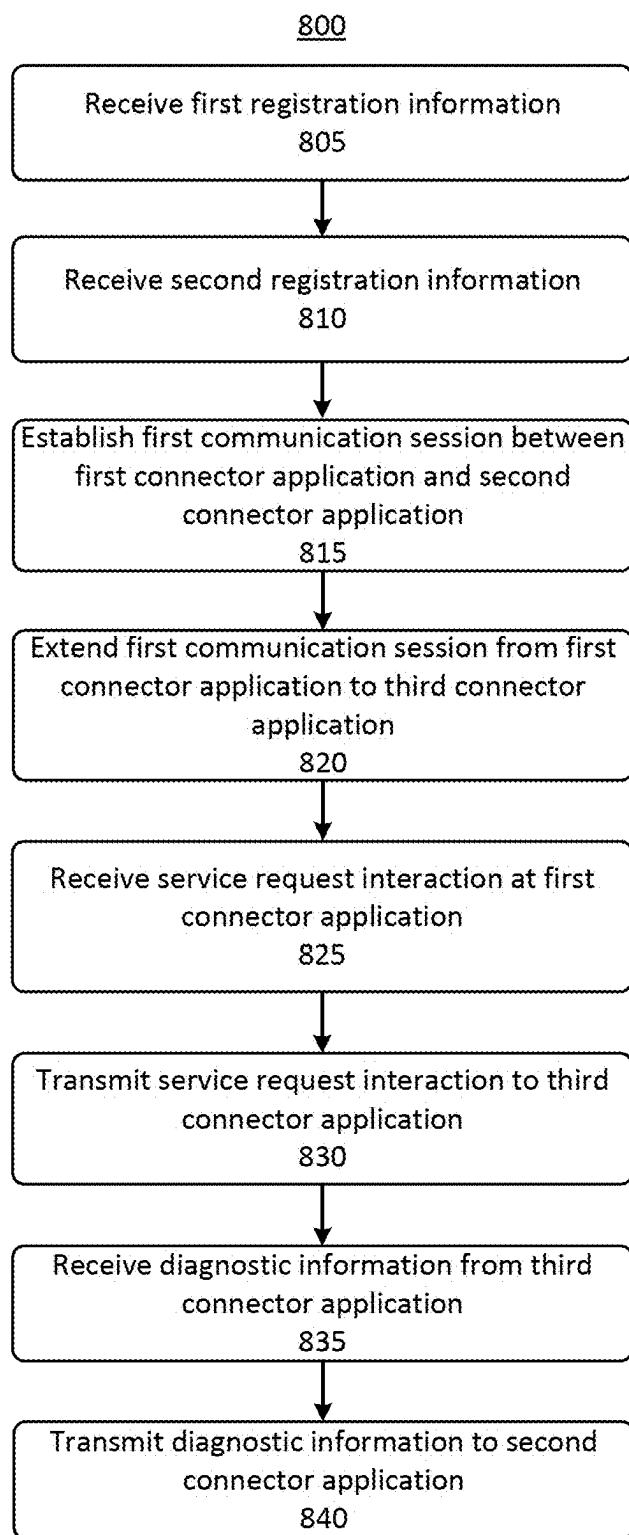 800
Receive first registration information
805
Receive second registration information
810
Establish first communication session between
first connector application and second
connector application
815
Extend first communication session from first
connector application to third connector
application
820
Receive service request interaction at first
connector application
825
Transmit service request interaction to third
connector application
830
Receive diagnostic information from third
connector application
835
Transmit diagnostic information to second
connector application
840